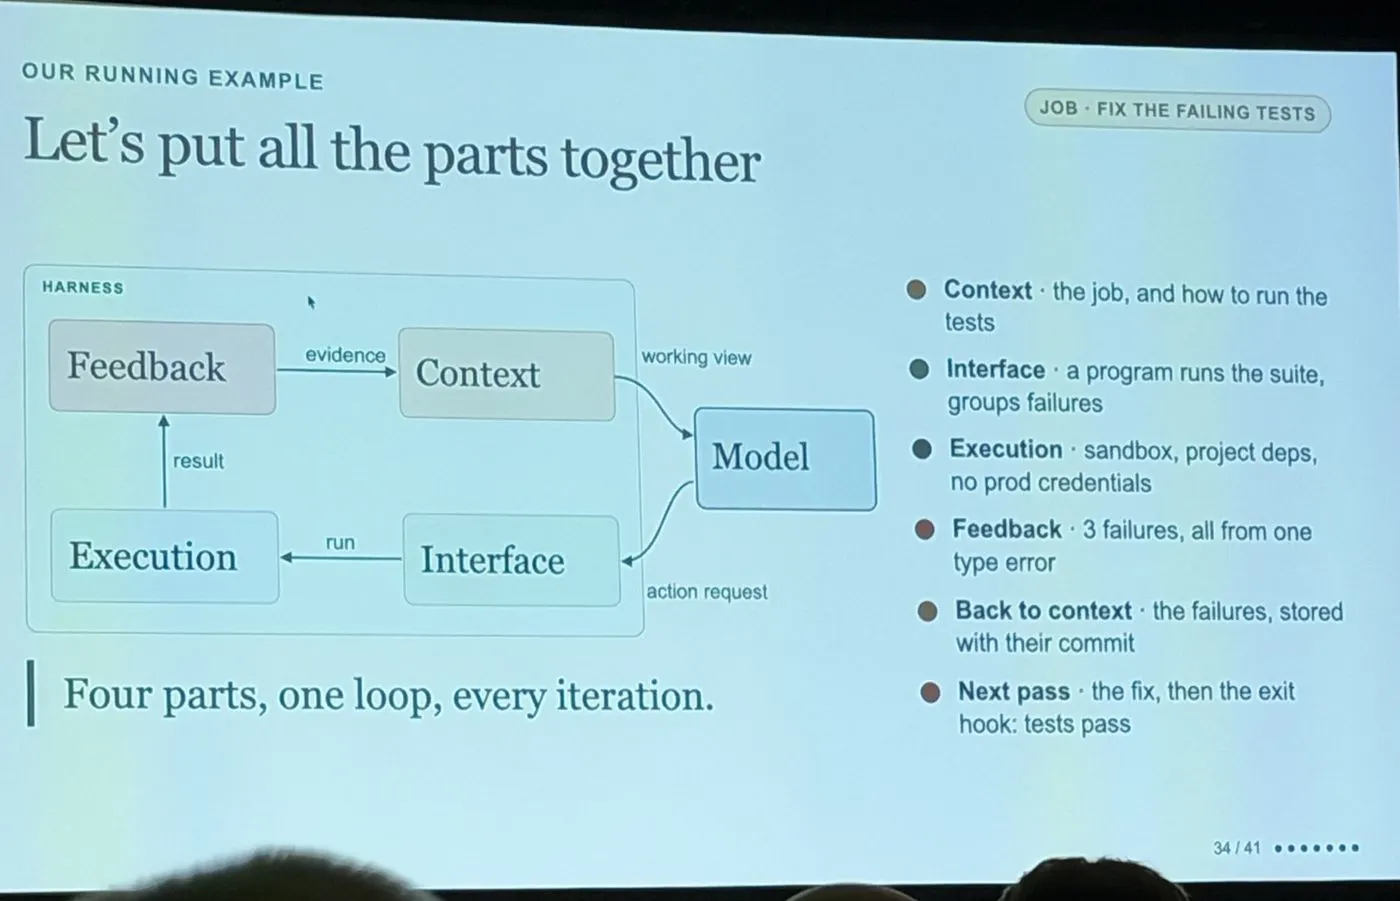 OUR RUNNING EXAMPLE
JOB · FIX THE FAILING TESTS
Let's put all the parts together
HARNESS
Feedback
evidence
Context
working view
Model
result
Execution
run
Interface
action request
Four parts, one loop, every iteration.
Context · the job, and how to run the
tests
Interface · a program runs the suite,
groups failures
Execution · sandbox, project deps,
no prod credentials
Feedback · 3 failures, all from one
type error
Back to context · the failures, stored
with their commit
Next pass · the fix, then the exit
hook: tests pass
34 / 41